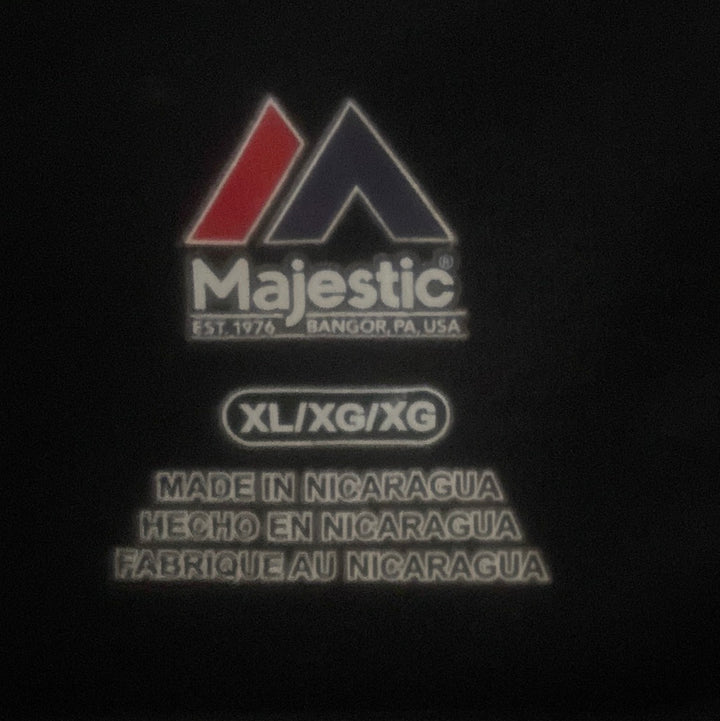 Majestic®
EST. 1976 BANGOR, PA, USA
XL/XG/XG
MADE IN NICARAGUA
HECHO EN NICARAGUA
FABRIQUE AU NICARAGUA